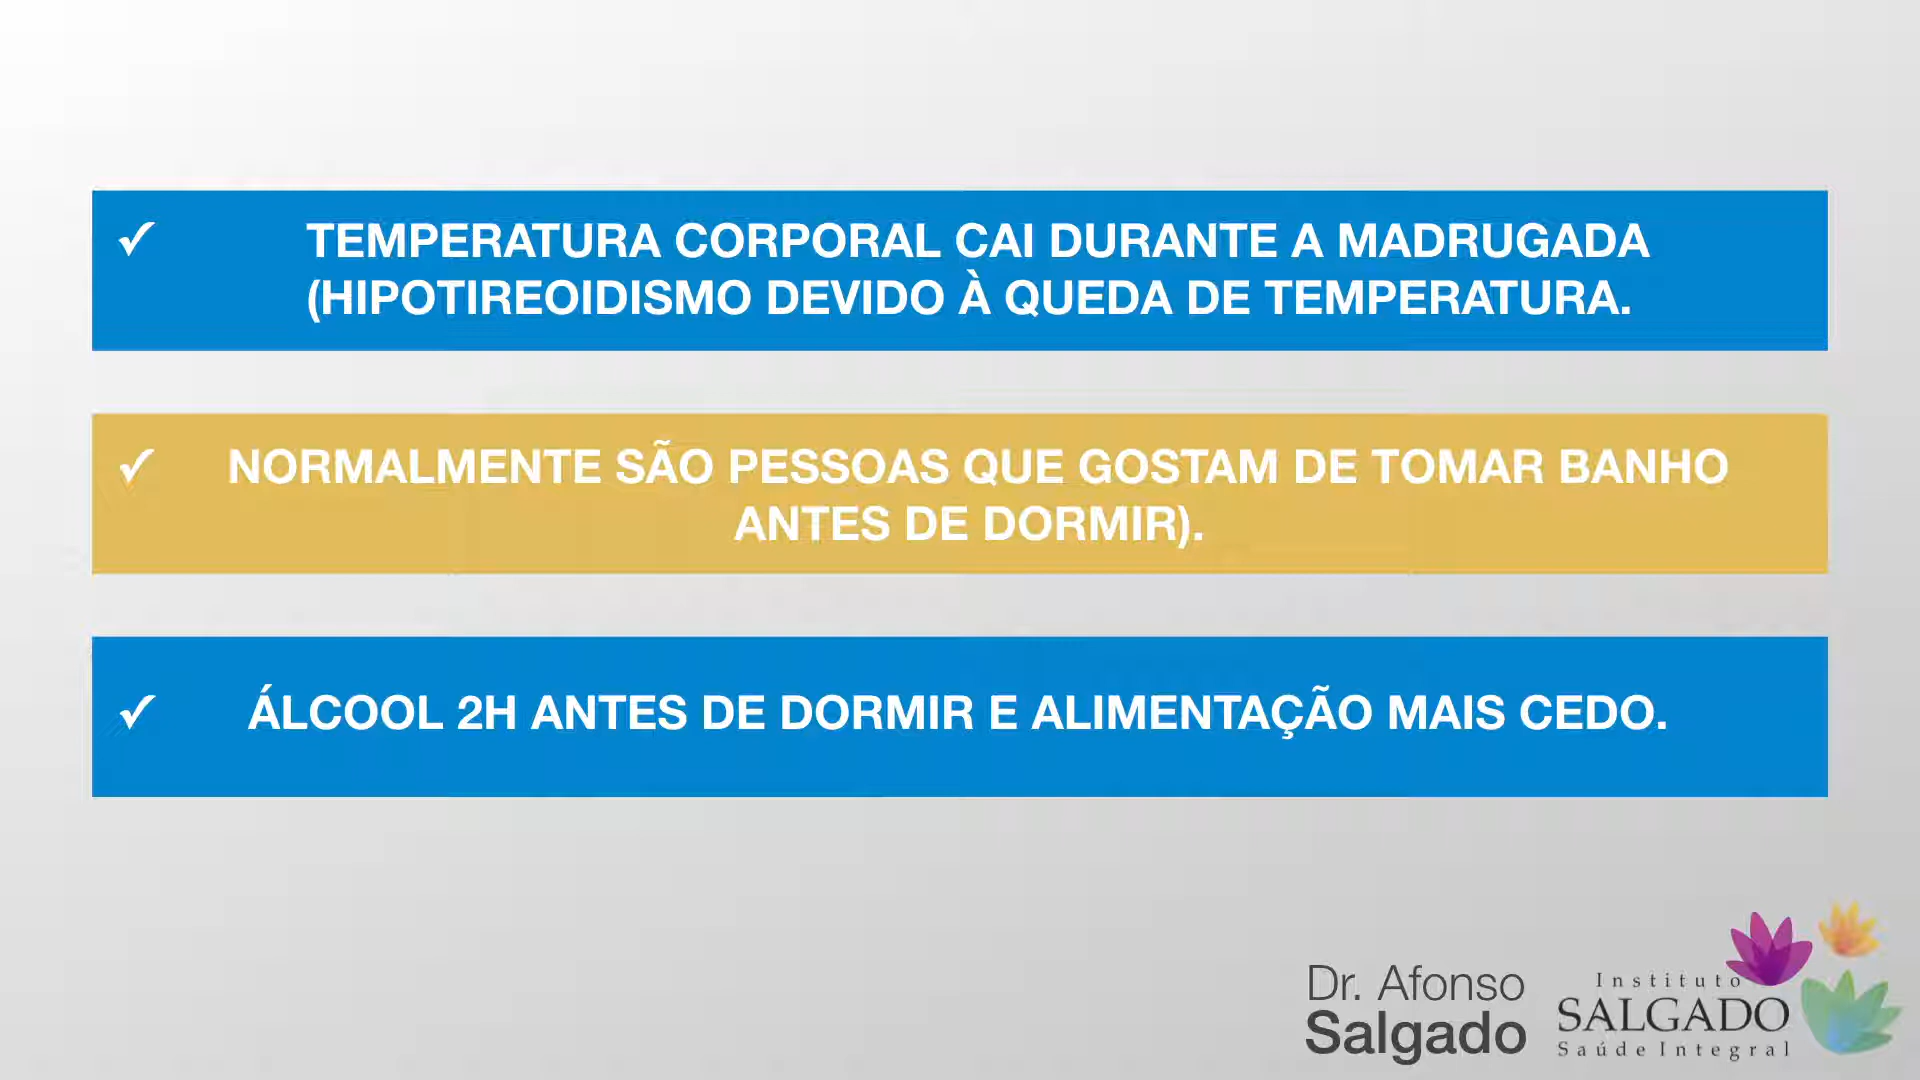 ✓ TEMPERATURA CORPORAL CAI DURANTE A MADRUGADA
(HIPOTIREOIDISMO DEVIDO À QUEDA DE TEMPERATURA.
✓ NORMALMENTE SÃO PESSOAS QUE GOSTAM DE TOMAR BANHO
ANTES DE DORMIR).
✓ ÁLCOOL 2H ANTES DE DORMIR E ALIMENTAÇÃO MAIS CEDO.
Dr. Afonso
Salgado
Instituto
SALGADO
Saúde Integral